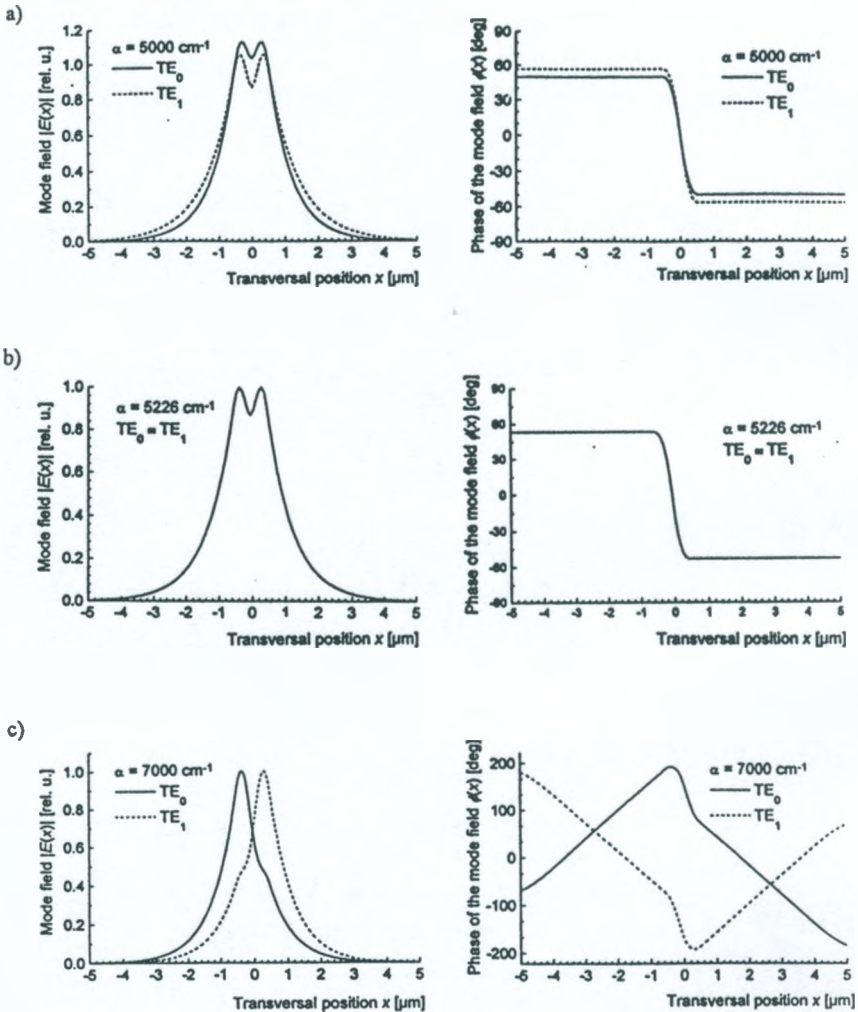 a)
Mode field |E(x)| [rel. u.]
1.2
1.0
0.8
0.6
0.4
0.2
0.0
α = 5000 cm-1
TE0
TE1
-5 -4 -3 -2 -1 0 1 2 3 4 5
Transversal position x [µm]
Phase of the mode field ϕ(x) [deg]
90
60
30
0
-30
-60
-90
α = 5000 cm-1
TE0
TE1
-5 -4 -3 -2 -1 0 1 2 3 4 5
Transversal position x [µm]
b)
Mode field |E(x)| [rel. u.]
1.0
0.8
0.6
0.4
0.2
0.0
α = 5226 cm-1
TE0 = TE1
-5 -4 -3 -2 -1 0 1 2 3 4 5
Transversal position x [µm]
Phase of the mode field ϕ(x) [deg]
90
60
30
0
-30
-60
-90
α = 5226 cm-1
TE0 = TE1
-5 -4 -3 -2 -1 0 1 2 3 4 5
Transversal position x [µm]
c)
Mode field |E(x)| [rel. u.]
1.0
0.8
0.6
0.4
0.2
0.0
α = 7000 cm-1
TE0
TE1
-5 -4 -3 -2 -1 0 1 2 3 4 5
Transversal position x [µm]
Phase of the mode field ϕ(x) [deg]
200
100
0
-100
-200
α = 7000 cm-1
TE0
TE1
-5 -4 -3 -2 -1 0 1 2 3 4 5
Transversal position x [µm]